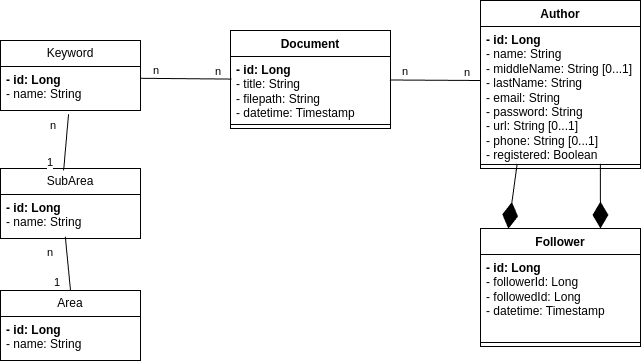 Keyword
- id: Long
- name: String
n
n
Document
- id: Long
- title: String
- filepath: String
- datetime: Timestamp
n
n
Author
- id: Long
- name: String
- middleName: String [0...1]
- lastName: String
- email: String
- password: String
- url: String [0...1]
- phone: String [0...1]
- registered: Boolean
n
1
SubArea
- id: Long
- name: String
n
1
Area
- id: Long
- name: String
Follower
- id: Long
- followerId: Long
- followedId: Long
- datetime: Timestamp